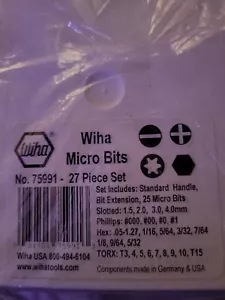 Wiha
Wiha
Micro Bits
No. 75991 - 27 Piece Set
Set Includes: Standard Handle,
Bit Extension, 25 Micro Bits
Slotted: 1.5, 2.0, 3.0, 4.0mm
Phillips: #000, #00, #0, #1
Hex: .05-1.27, 1/16, 5/64, 3/32, 7/64
1/8, 9/64, 5/32
TORX: T3, 4, 5, 6, 7, 8, 9, 10, T15
Wiha USA 800-494-6104
www.wihatools.com
Components made in Germany & USA